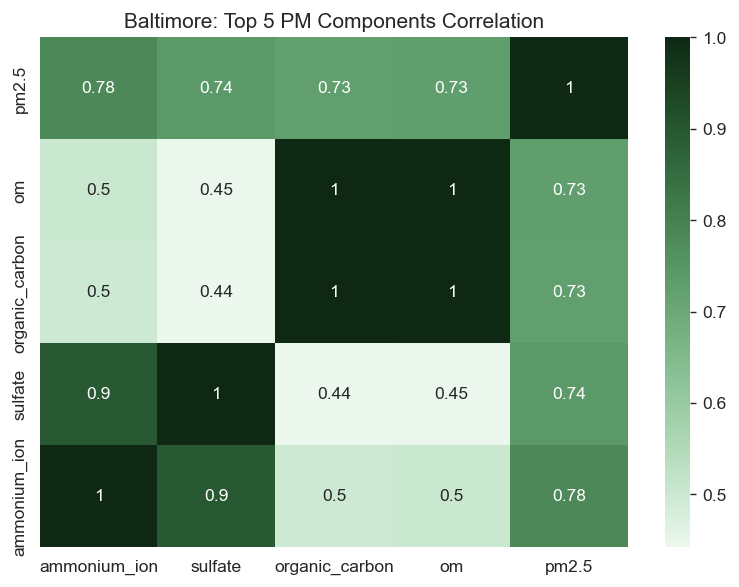 Baltimore: Top 5 PM Components Correlation
pm2.5 0.78 0.74 0.73 0.73 1
om 0.5 0.45 1 1 0.73
organic_carbon 0.5 0.44 1 1 0.73
sulfate 0.9 1 0.44 0.45 0.74
ammonium_ion 1 0.9 0.5 0.5 0.78
ammonium_ion sulfate organic_carbon om pm2.5
1.0
0.9
0.8
0.7
0.6
0.5